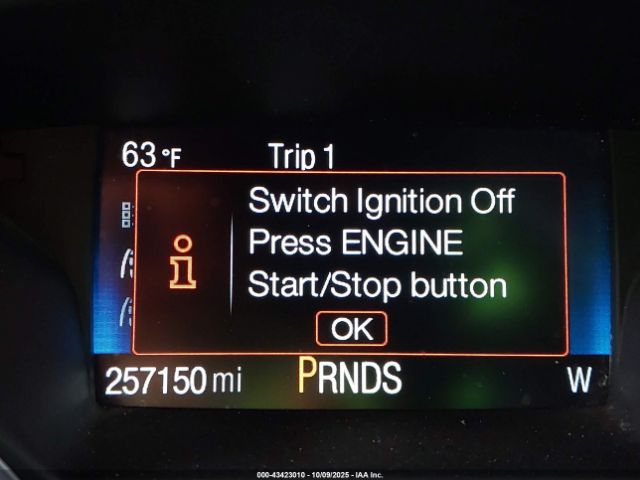 63 °F Trip 1
Switch Ignition Off
Press ENGINE
Start/Stop button
OK
257150 mi PRNDS W
000-43423010 - 10/09/2025 - IAA Inc.